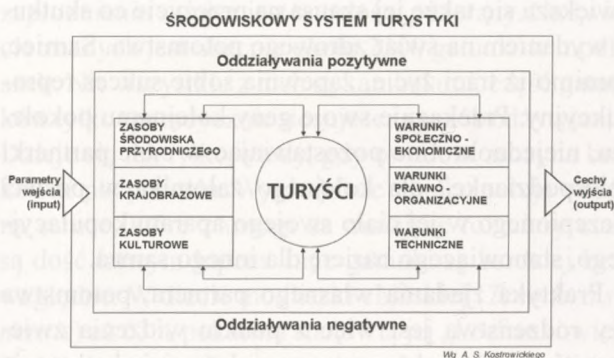 ŚRODOWISKOWY SYSTEM TURYSTYKI
Oddziaływania pozytywne
ZASOBY
ŚRODOWISKA
PRZYRODNICZEGO
ZASOBY
KRAJOBRAZOWE
ZASOBY
KULTUROWE
Parametry
wejścia
(input)
TURYŚCI
WARUNKI
SPOŁECZNO -
EKONOMICZNE
WARUNKI
PRAWNO -
ORGANIZACYJNE
WARUNKI
TECHNICZNE
Cechy
wyjścia
(output)
Oddziaływania negatywne
Wg A. S. Kostrowickiego